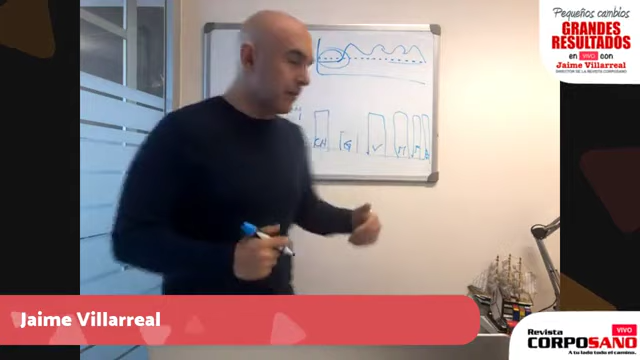 Pequeños cambios
GRANDES
RESULTADOS
en VIVO con
Jaime Villarreal
DIRECTOR DE LA REVISTA CORPOSANO
CH
G
V
Jaime Villarreal
Revista VIVO
CORPOSANO
A tu lado todo el camino.